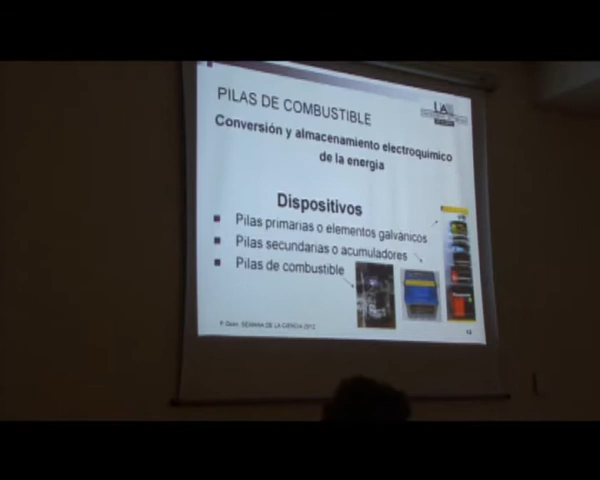 PILAS DE COMBUSTIBLE
Conversión y almacenamiento electroquímico
de la energía
Dispositivos
Pilas primarias o elementos galvánicos
Pilas secundarias o acumuladores
Pilas de combustible
SEMANA DE LA CIENCIA 2012